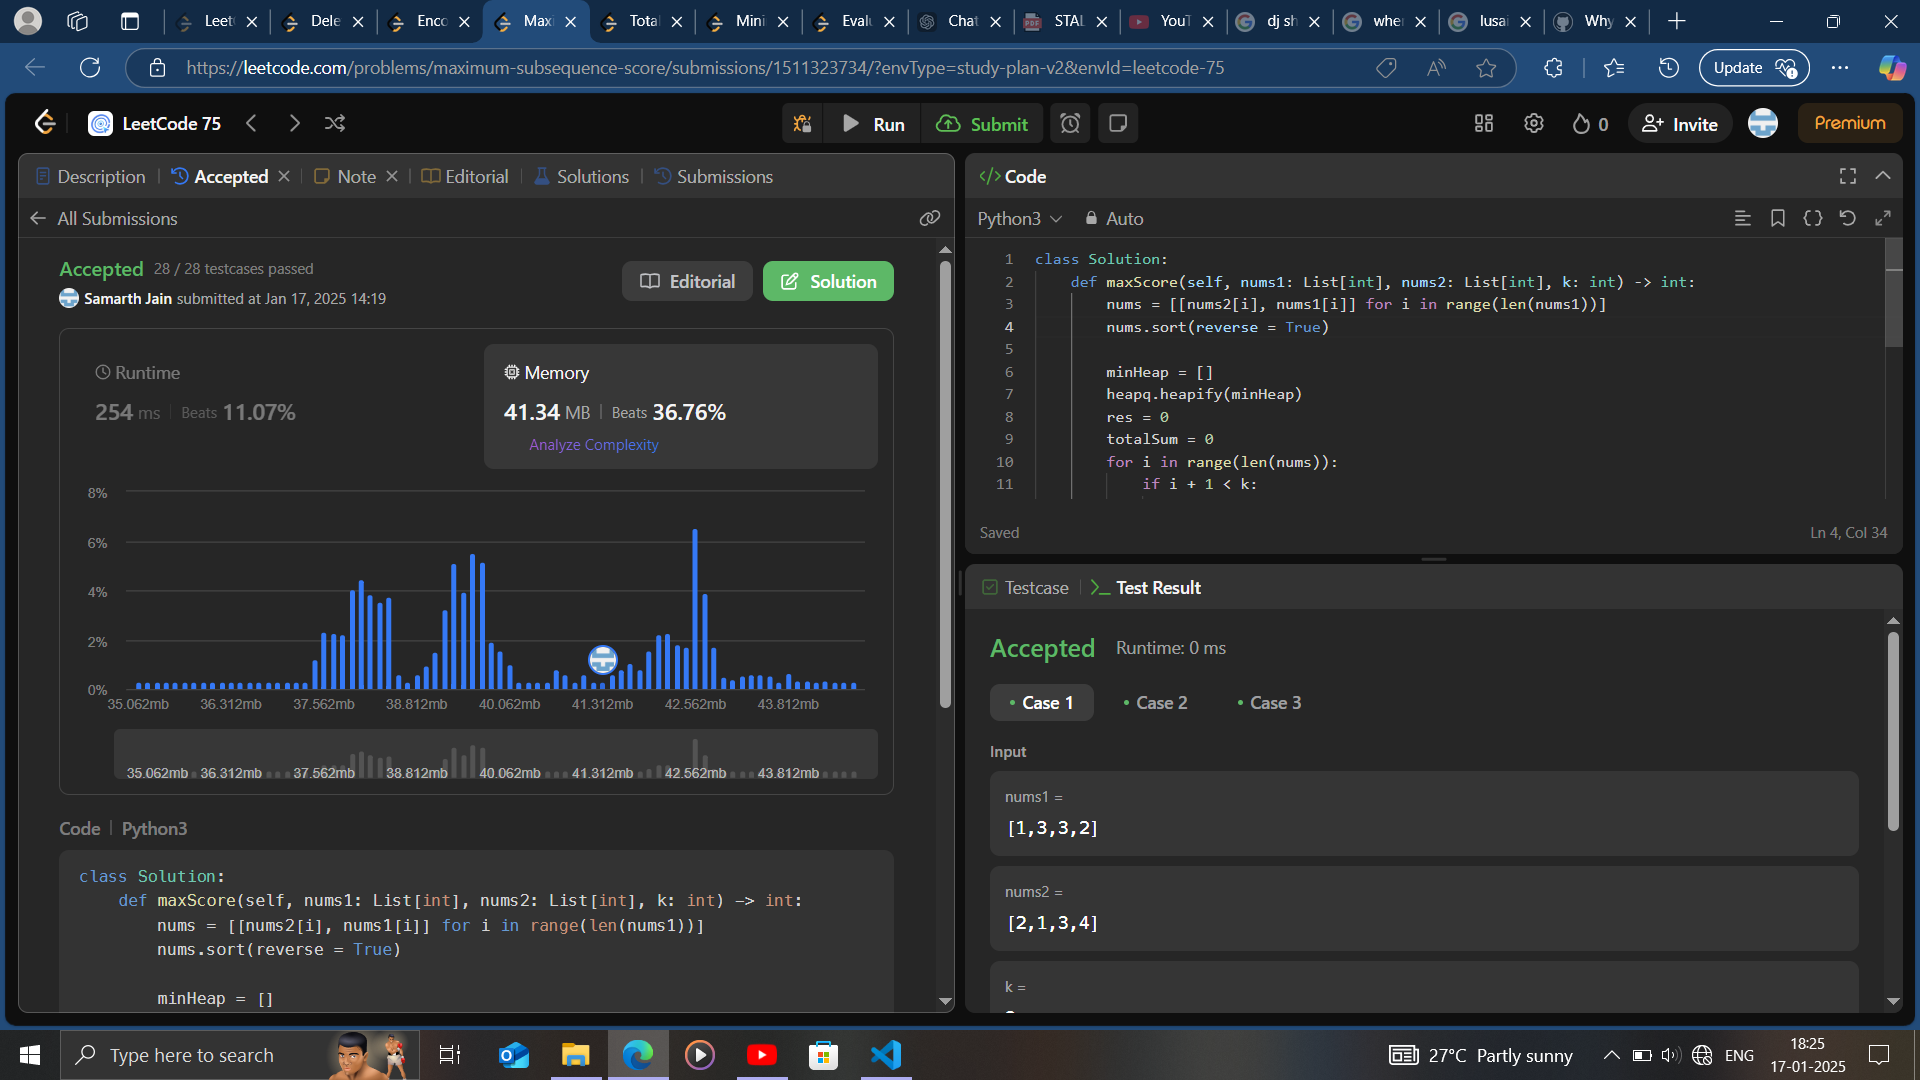 Leet
Dele
Enco
Maxi
Total
Mini
Evalu
Chat
STAL
YouT
dj sh
wher
lusai
Why
https://leetcode.com/problems/maximum-subsequence-score/submissions/1511323734/?envType=study-plan-v2&envId=leetcode-75
Update
LeetCode 75
Run
Submit
0
Invite
Premium
Description
Accepted
Note
Editorial
Solutions
Submissions
All Submissions
Accepted 28 / 28 testcases passed
Samarth Jain submitted at Jan 17, 2025 14:19
Editorial
Solution
Runtime
254 ms Beats 11.07%
Memory
41.34 MB Beats 36.76%
Analyze Complexity
8%
6%
4%
2%
0%
35.062mb 36.312mb 37.562mb 38.812mb 40.062mb 41.312mb 42.562mb 43.812mb
35.062mb 36.312mb 37.562mb 38.812mb 40.062mb 41.312mb 42.562mb 43.812mb
Code | Python3
class Solution:
def maxScore(self, nums1: List[int], nums2: List[int], k: int) -> int:
nums = [[nums2[i], nums1[i]] for i in range(len(nums1))]
nums.sort(reverse = True)
minHeap = []
</> Code
Python3
Auto
1 class Solution:
2 def maxScore(self, nums1: List[int], nums2: List[int], k: int) -> int:
3 nums = [[nums2[i], nums1[i]] for i in range(len(nums1))]
4 nums.sort(reverse = True)
5
6 minHeap = []
7 heapq.heapify(minHeap)
8 res = 0
9 totalSum = 0
10 for i in range(len(nums)):
11 if i + 1 < k:
Saved
Ln 4, Col 34
Testcase
Test Result
Accepted Runtime: 0 ms
Case 1
Case 2
Case 3
Input
nums1 =
[1,3,3,2]
nums2 =
[2,1,3,4]
k =
Type here to search
27°C Partly sunny
ENG
18:25
17-01-2025